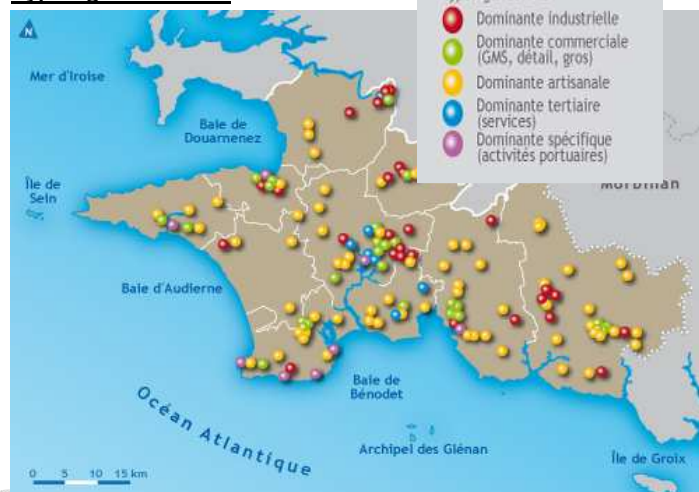 N
Dominante industrielle
Dominante commerciale
(GMS, détail, gros)
Dominante artisanale
Dominante tertiaire
(services)
Dominante spécifique
(activités portuaires)
Mer d'Iroise
Baie de
Douarnenez
Île de
Sein
Morbihan
Baie d'Audierne
Baie de
Bénodet
Océan Atlantique
Archipel des Glénan
Île de Groix
0 5 10 15 km